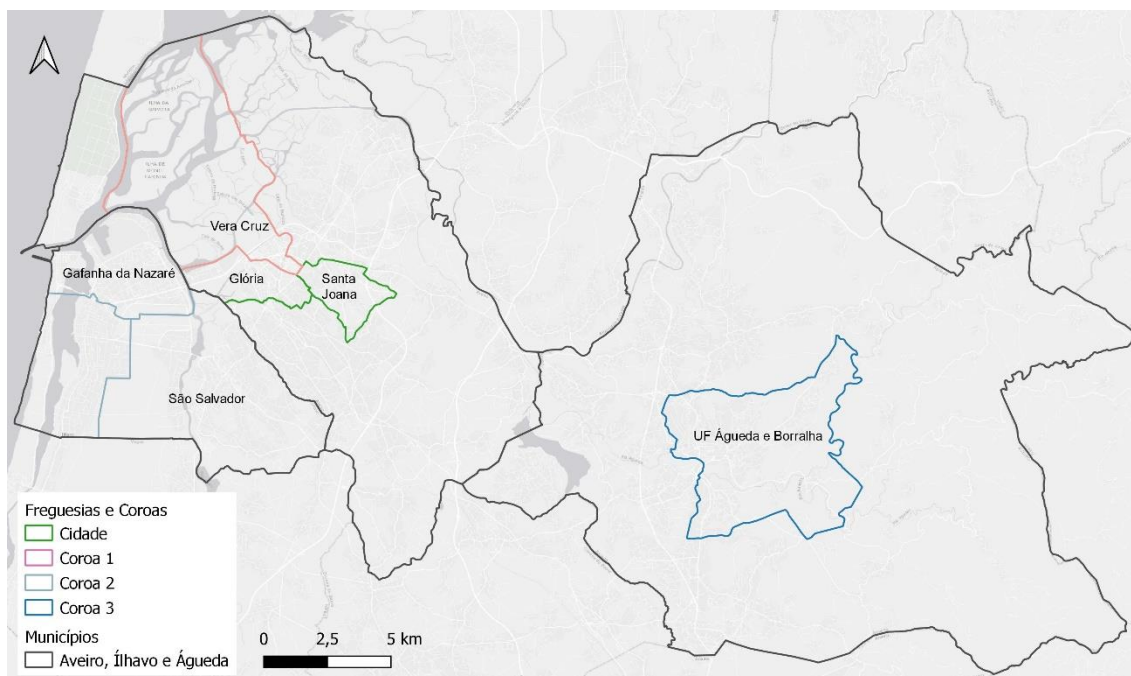 Vera Cruz
Gafanha da Nazaré
Glória
Santa
Joana
São Salvador
UF Águeda e Borralha
Freguesias e Coroas
Cidade
Coroa 1
Coroa 2
Coroa 3
Municípios
Aveiro, Ílhavo e Águeda
0 2,5 5 km